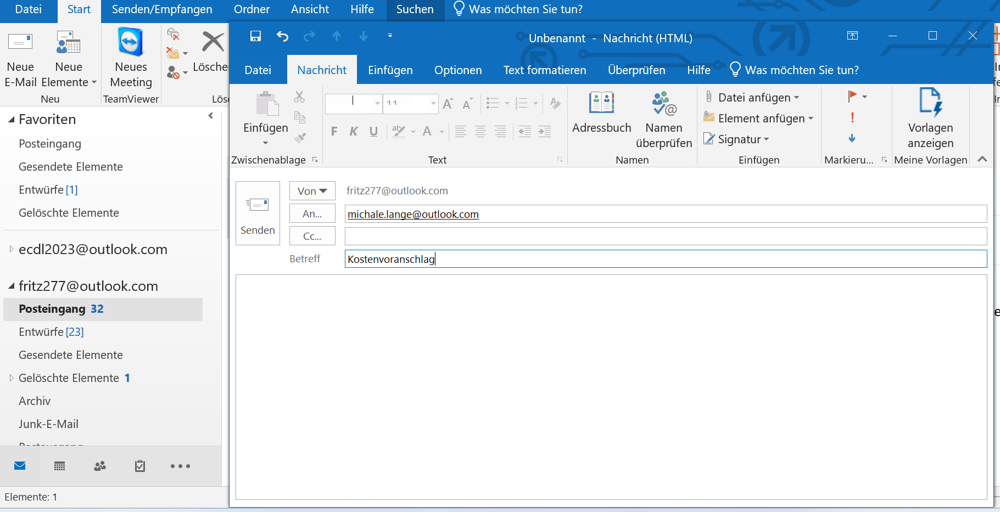 Datei Start Senden/Empfangen Ordner Ansicht Hilfe Suchen Was möchten Sie tun?
Neue E-Mail
Neue Elemente
Neu
Neues Meeting
TeamViewer
Lösche
Lös
Favoriten
Posteingang
Gesendete Elemente
Entwürfe [1]
Gelöschte Elemente
ecdl2023@outlook.com
fritz277@outlook.com
Posteingang 32
Entwürfe [23]
Gesendete Elemente
Gelöschte Elemente 1
Archiv
Junk-E-Mail
Elemente: 1
Unbenannt - Nachricht (HTML)
Datei Nachricht Einfügen Optionen Text formatieren Überprüfen Hilfe Was möchten Sie tun?
Einfügen
Zwischenablage
11
F K U
Text
Adressbuch
Namen überprüfen
Namen
Datei anfügen
Element anfügen
Signatur
Einfügen
Markieru...
Vorlagen anzeigen
Meine Vorlagen
Senden
Von fritz277@outlook.com
An... michale.lange@outlook.com
Cc...
Betreff Kostenvoranschlag